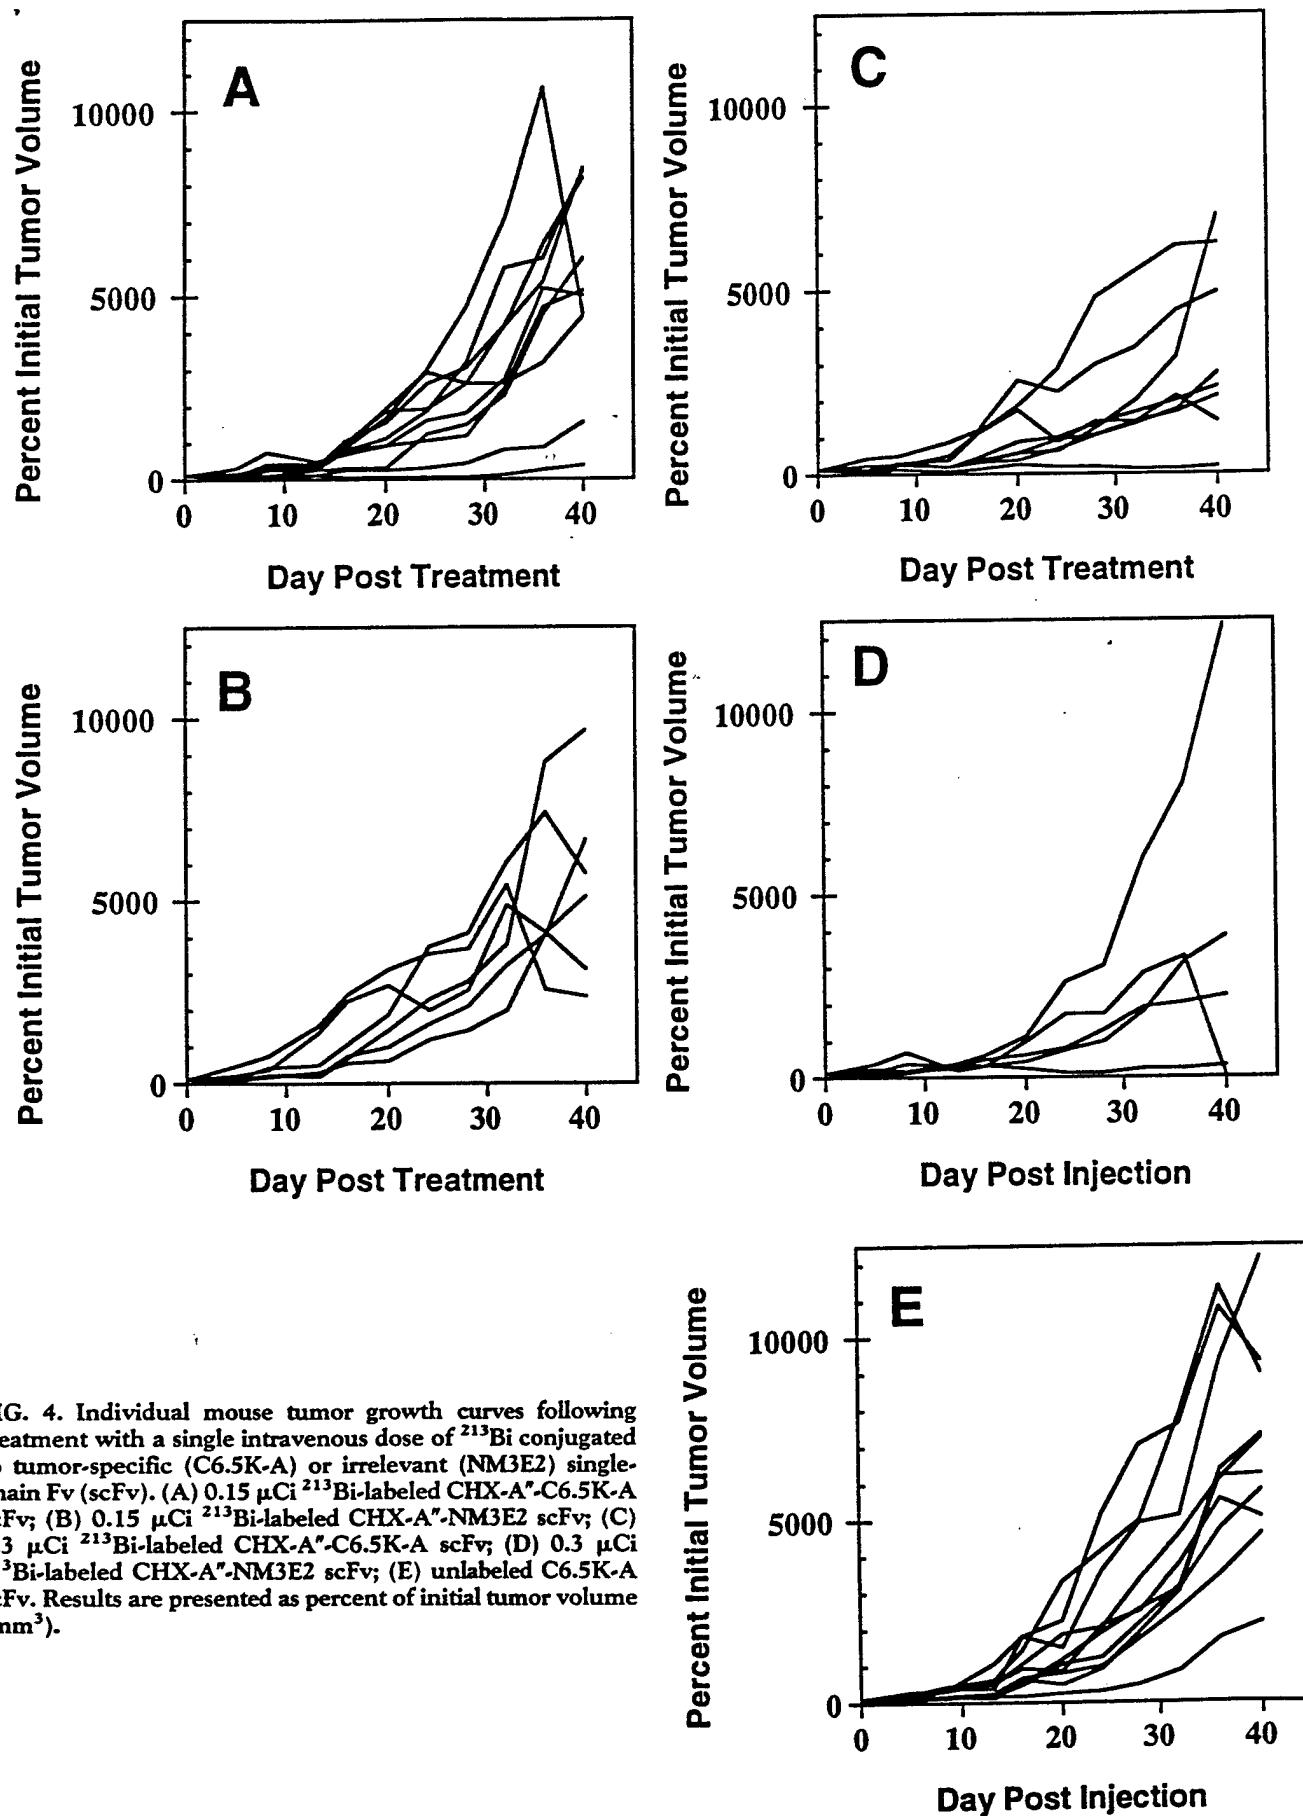 A
Percent Initial Tumor Volume
10000
5000
0
0 10 20 30 40
Day Post Treatment
C
Percent Initial Tumor Volume
10000
5000
0
0 10 20 30 40
Day Post Treatment
B
Percent Initial Tumor Volume
10000
5000
0
0 10 20 30 40
Day Post Treatment
D
Percent Initial Tumor Volume
10000
5000
0
0 10 20 30 40
Day Post Injection
E
Percent Initial Tumor Volume
10000
5000
0
0 10 20 30 40
Day Post Injection
IG. 4. Individual mouse tumor growth curves following
eatment with a single intravenous dose of ²¹³Bi conjugated
tumor-specific (C6.5K-A) or irrelevant (NM3E2) single-
hain Fv (scFv). (A) 0.15 μCi ²¹³Bi-labeled CHX-A″-C6.5K-A
Fv; (B) 0.15 μCi ²¹³Bi-labeled CHX-A″-NM3E2 scFv; (C)
3 μCi ²¹³Bi-labeled CHX-A″-C6.5K-A scFv; (D) 0.3 μCi
³Bi-labeled CHX-A″-NM3E2 scFv; (E) unlabeled C6.5K-A
Fv. Results are presented as percent of initial tumor volume
mm³).